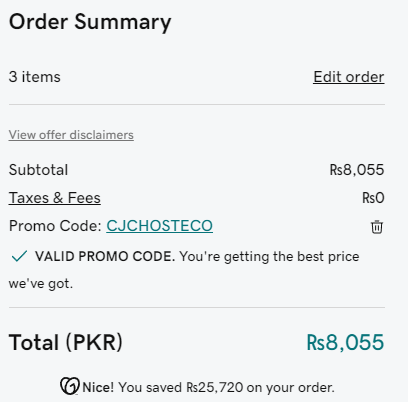 Order Summary
3 items Edit order
View offer disclaimers
Subtotal ₨8,055
Taxes & Fees ₨0
Promo Code: CJCHOSTECO
VALID PROMO CODE. You're getting the best price
we've got.
Total (PKR) ₨8,055
Nice! You saved ₨25,720 on your order.